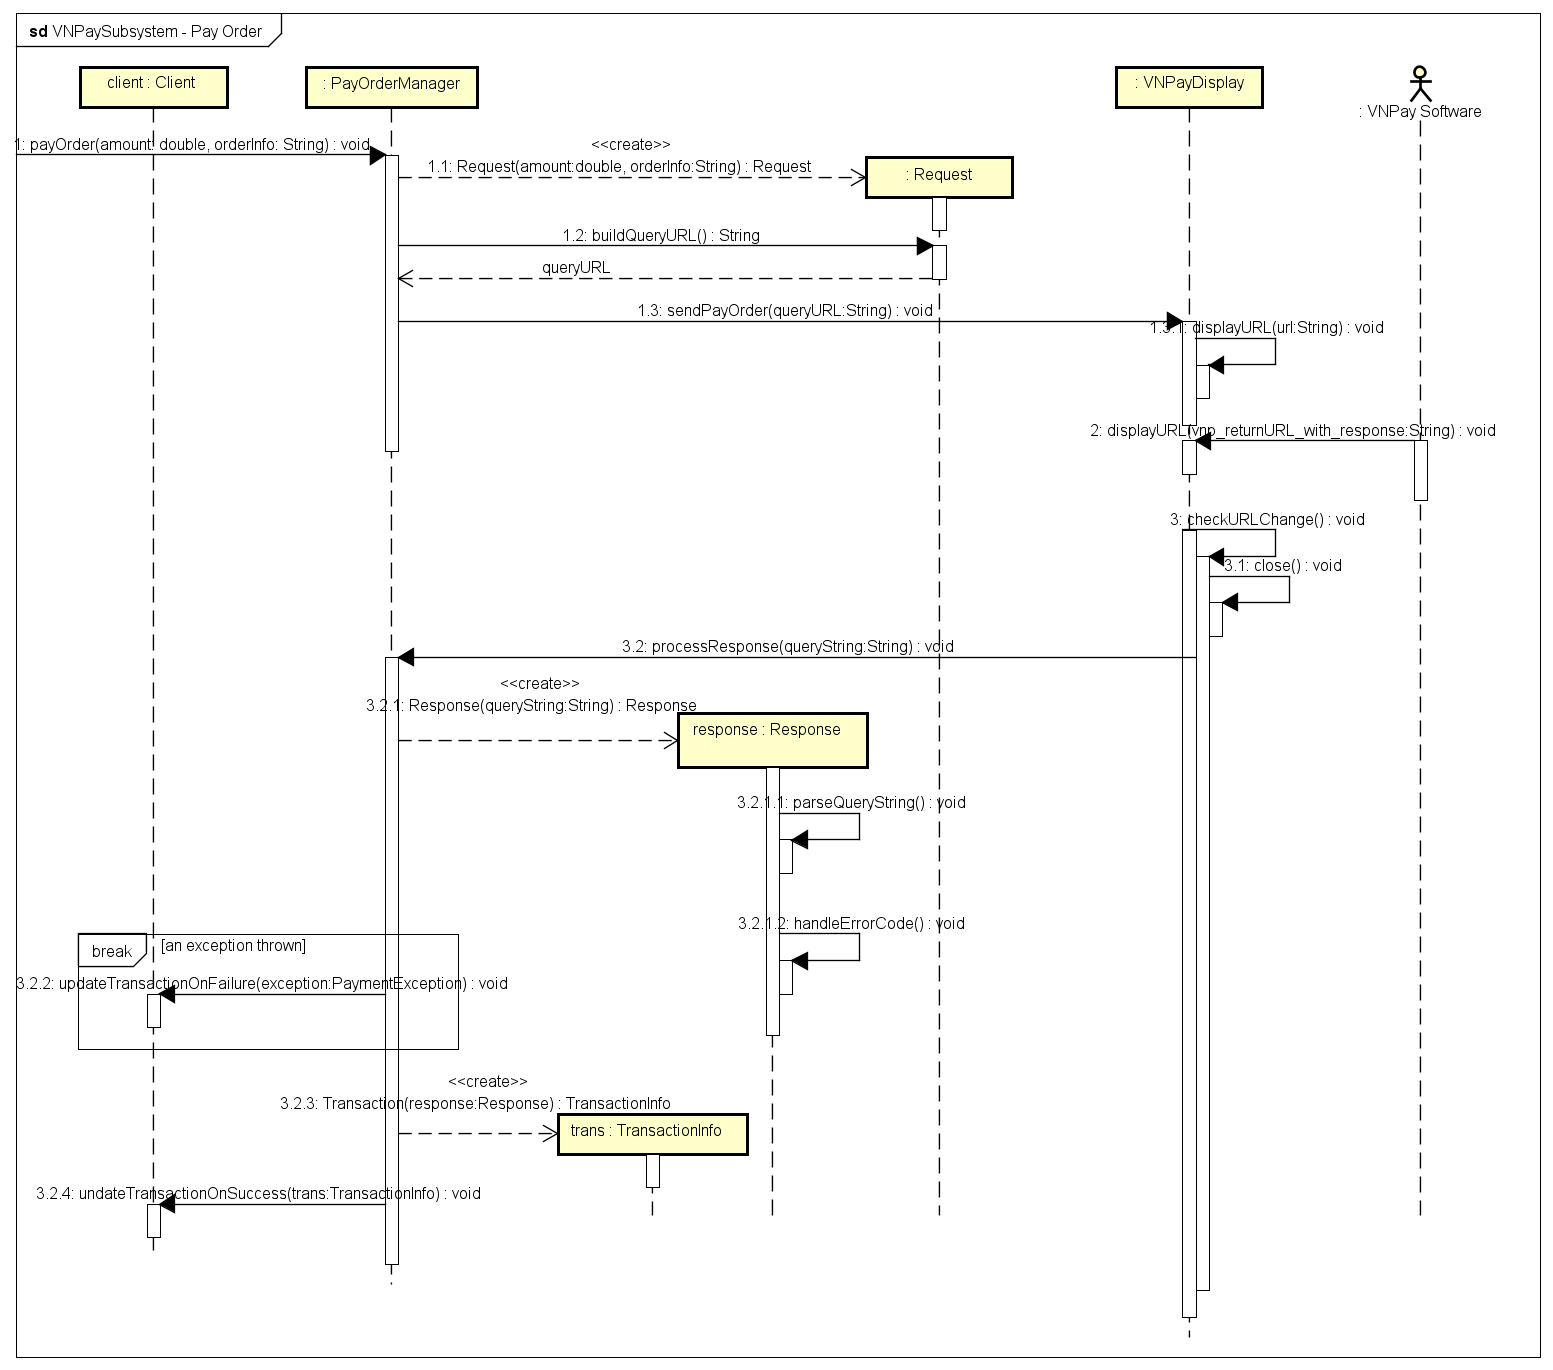 sd VNPaySubsystem - Pay Order
client : Client
: PayOrderManager
: VNPayDisplay
: VNPay Software
1: payOrder(amount: double, orderInfo: String) : void
<<create>>
1.1: Request(amount:double, orderInfo:String) : Request
: Request
1.2: buildQueryURL() : String
queryURL
1.3: sendPayOrder(queryURL:String) : void
1.3.1: displayURL(url:String) : void
2: displayURL(vnp_returnURL_with_response:String) : void
3: checkURLChange() : void
3.1: close() : void
3.2: processResponse(queryString:String) : void
<<create>>
3.2.1: Response(queryString:String) : Response
response : Response
3.2.1.1: parseQueryString() : void
3.2.1.2: handleErrorCode() : void
break
[an exception thrown]
3.2.2: updateTransactionOnFailure(exception:PaymentException) : void
<<create>>
3.2.3: Transaction(response:Response) : TransactionInfo
trans : TransactionInfo
3.2.4: undateTransactionOnSuccess(trans:TransactionInfo) : void